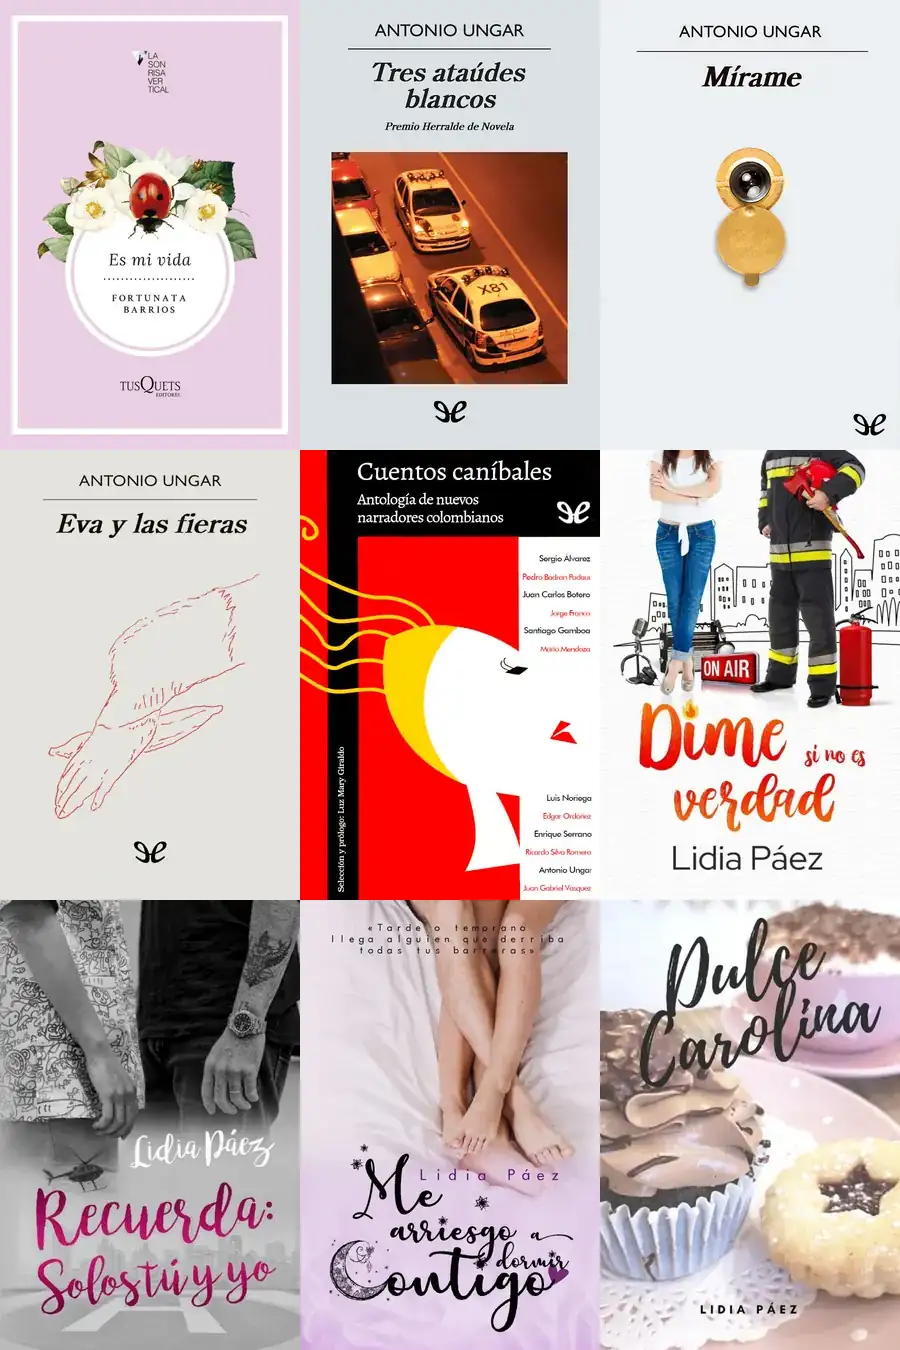 LA
SON
RISA
VER
TICAL
Es mi vida
FORTUNATA
BARRIOS
TUSQUETS
EDITORES
ANTONIO UNGAR
Tres ataúdes
blancos
Premio Herralde de Novela
X81
ANTONIO UNGAR
Mírame
ANTONIO UNGAR
Eva y las fieras
Cuentos caníbales
Antología de nuevos
narradores colombianos
Sergio Álvarez
Pedro Badran Padauí
Juan Carlos Botero
Jorge Franco
Santiago Gamboa
Mario Mendoza
Luis Noriega
Edgar Ordóñez
Enrique Serrano
Ricardo Silva Romero
Antonio Ungar
Juan Gabriel Vásquez
Selección y prólogo: Luz Mary Giraldo
ON AIR
Dime si no es
verdad
Lidia Páez
Lidia Páez
Recuerda:
Solos tú y yo
«Tarde o temprano
llega alguien que derriba
todas tus barreras»
Lidia Páez
Me
arriesgo a
dormir
Contigo
Dulce
Carolina
LIDIA PÁEZ